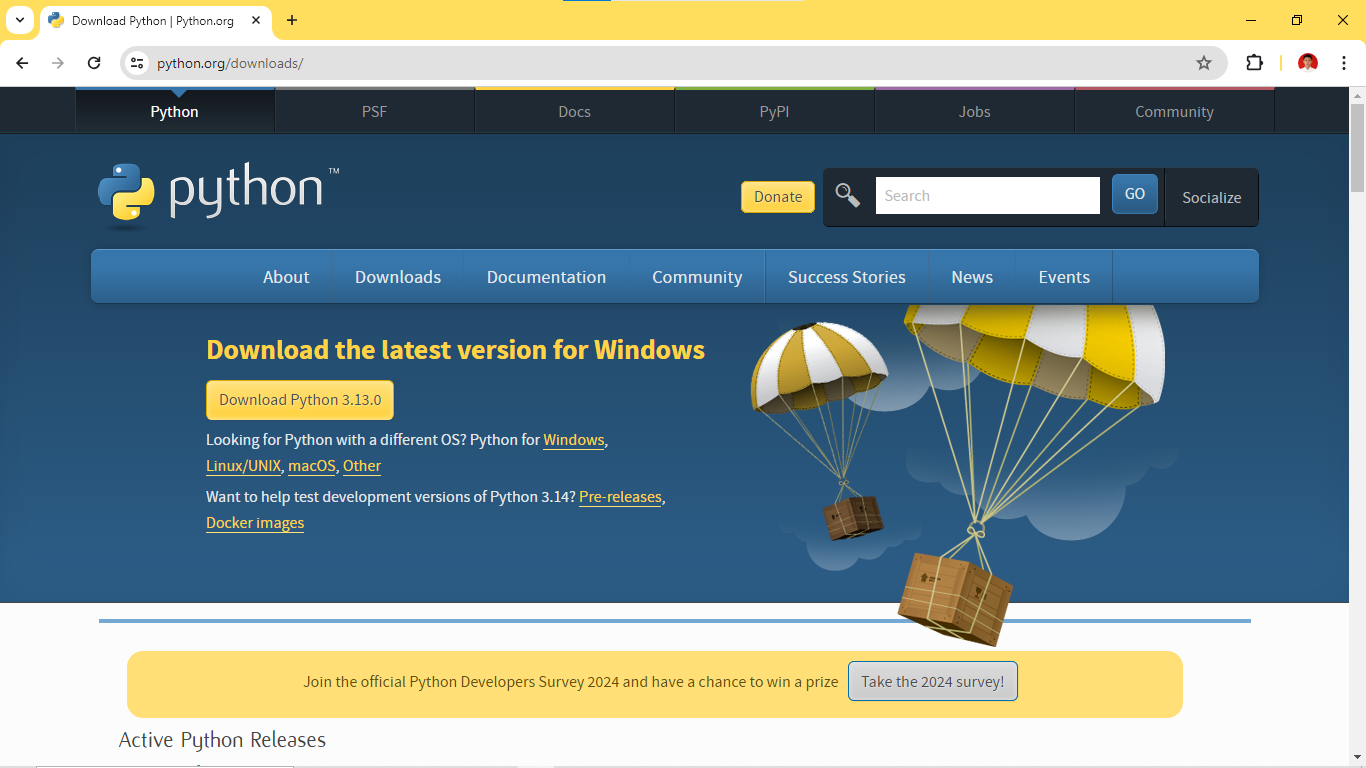 Download Python | Python.org
python.org/downloads/
Python
PSF
Docs
PyPI
Jobs
Community
python™
Donate
Search
GO
Socialize
About
Downloads
Documentation
Community
Success Stories
News
Events
Download the latest version for Windows
Download Python 3.13.0
Looking for Python with a different OS? Python for Windows,
Linux/UNIX, macOS, Other
Want to help test development versions of Python 3.14? Pre-releases,
Docker images
Join the official Python Developers Survey 2024 and have a chance to win a prize
Take the 2024 survey!
Active Python Releases